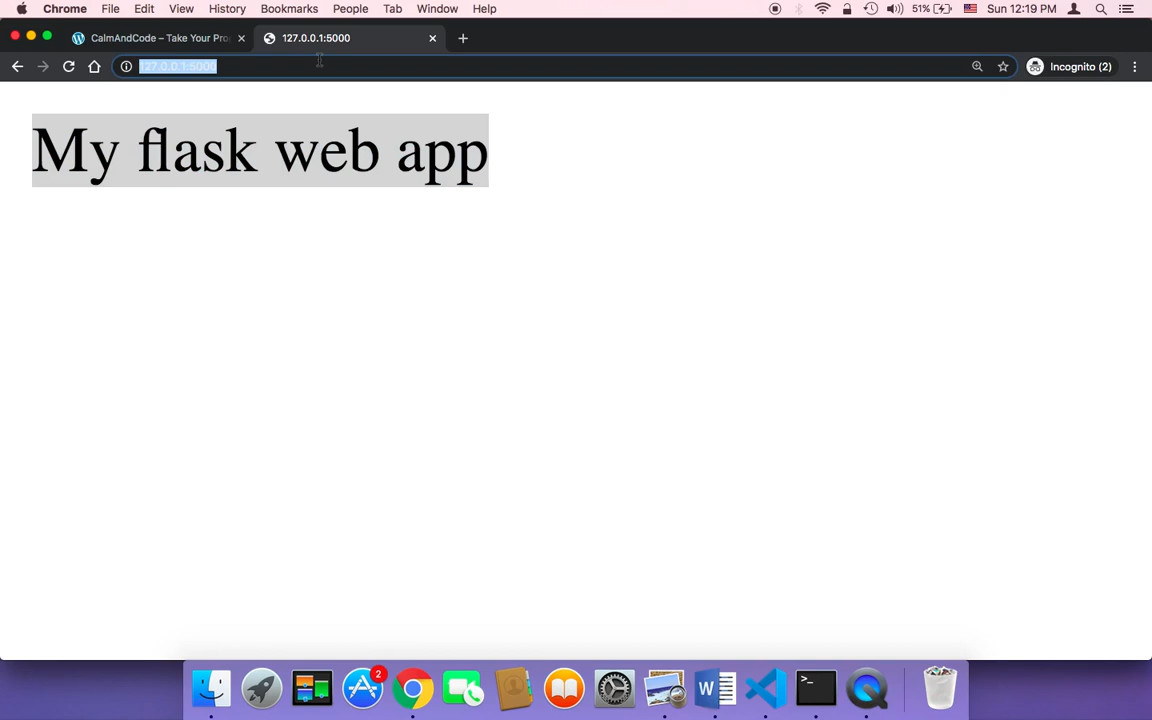 Chrome File Edit View History Bookmarks People Tab Window Help 51% Sun 12:19 PM
CalmAndCode – Take Your Pro 127.0.0.1:5000
127.0.0.1:5000 Incognito (2)
My flask web app
2
W >_